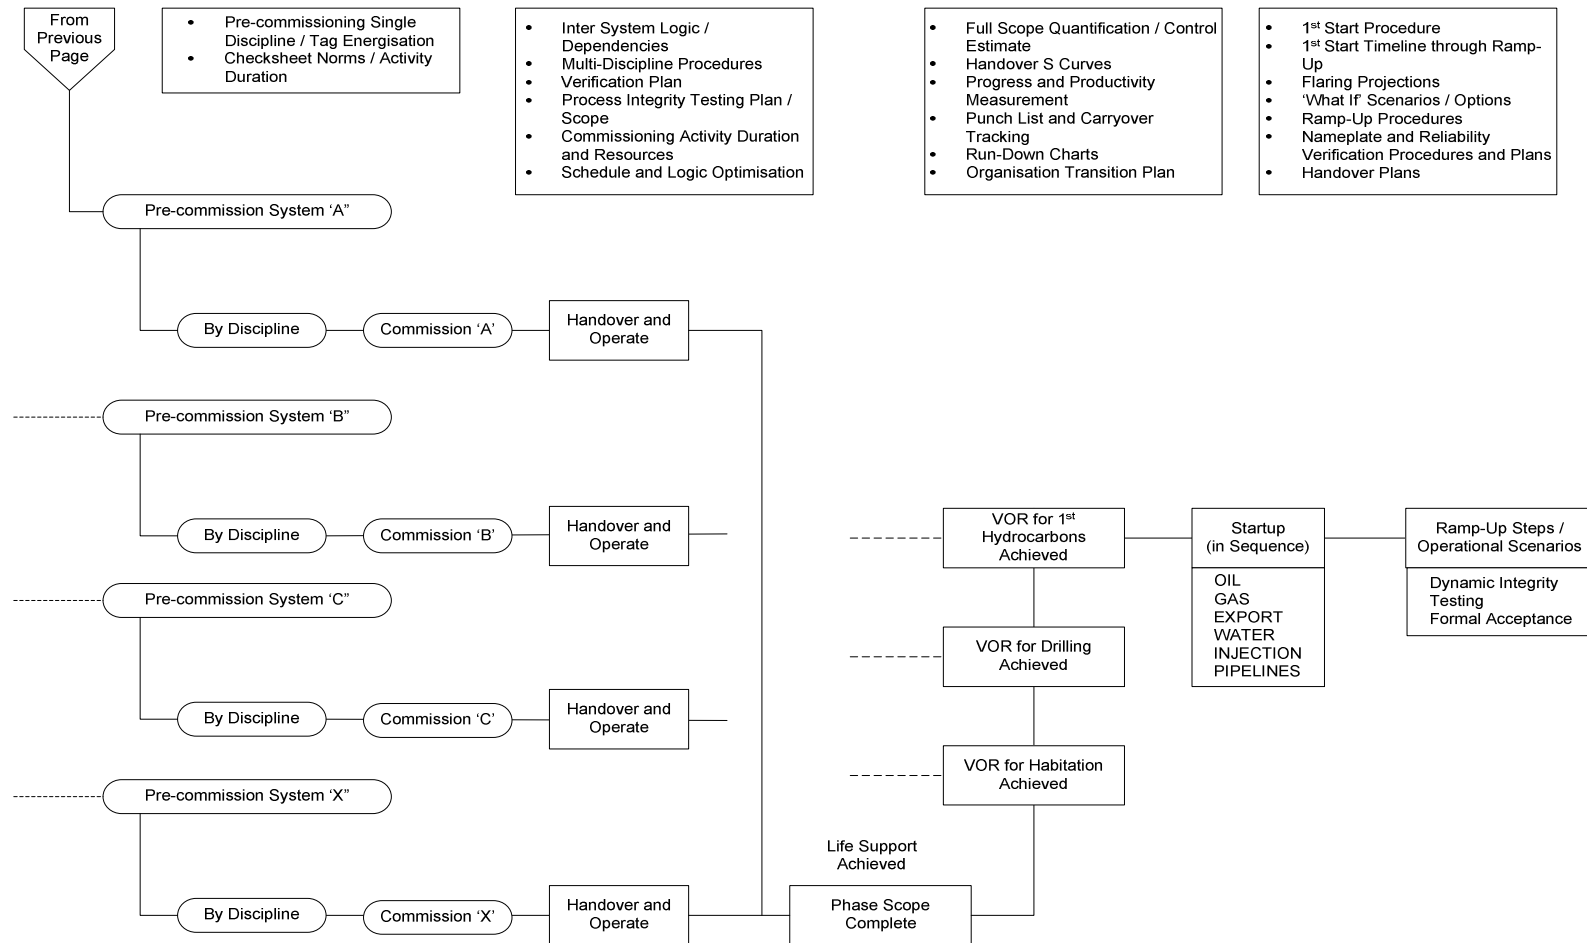 From
Previous
Page
• Pre-commissioning Single
Discipline / Tag Energisation
• Checksheet Norms / Activity
Duration
• Inter System Logic /
Dependencies
• Multi-Discipline Procedures
• Verification Plan
• Process Integrity Testing Plan /
Scope
• Commissioning Activity Duration
and Resources
• Schedule and Logic Optimisation
• Full Scope Quantification / Control
Estimate
• Handover S Curves
• Progress and Productivity
Measurement
• Punch List and Carryover
Tracking
• Run-Down Charts
• Organisation Transition Plan
• 1st Start Procedure
• 1st Start Timeline through Ramp-
Up
• Flaring Projections
• ‘What If’ Scenarios / Options
• Ramp-Up Procedures
• Nameplate and Reliability
Verification Procedures and Plans
• Handover Plans
Pre-commission System ‘A”
By Discipline
Commission ‘A’
Handover and
Operate
Pre-commission System ‘B”
By Discipline
Commission ‘B’
Handover and
Operate
Pre-commission System ‘C”
By Discipline
Commission ‘C’
Handover and
Operate
Pre-commission System ‘X”
By Discipline
Commission ‘X’
Handover and
Operate
Life Support
Achieved
Phase Scope
Complete
VOR for 1st
Hydrocarbons
Achieved
VOR for Drilling
Achieved
VOR for Habitation
Achieved
Startup
(in Sequence)
OIL
GAS
EXPORT
WATER
INJECTION
PIPELINES
Ramp-Up Steps /
Operational Scenarios
Dynamic Integrity
Testing
Formal Acceptance